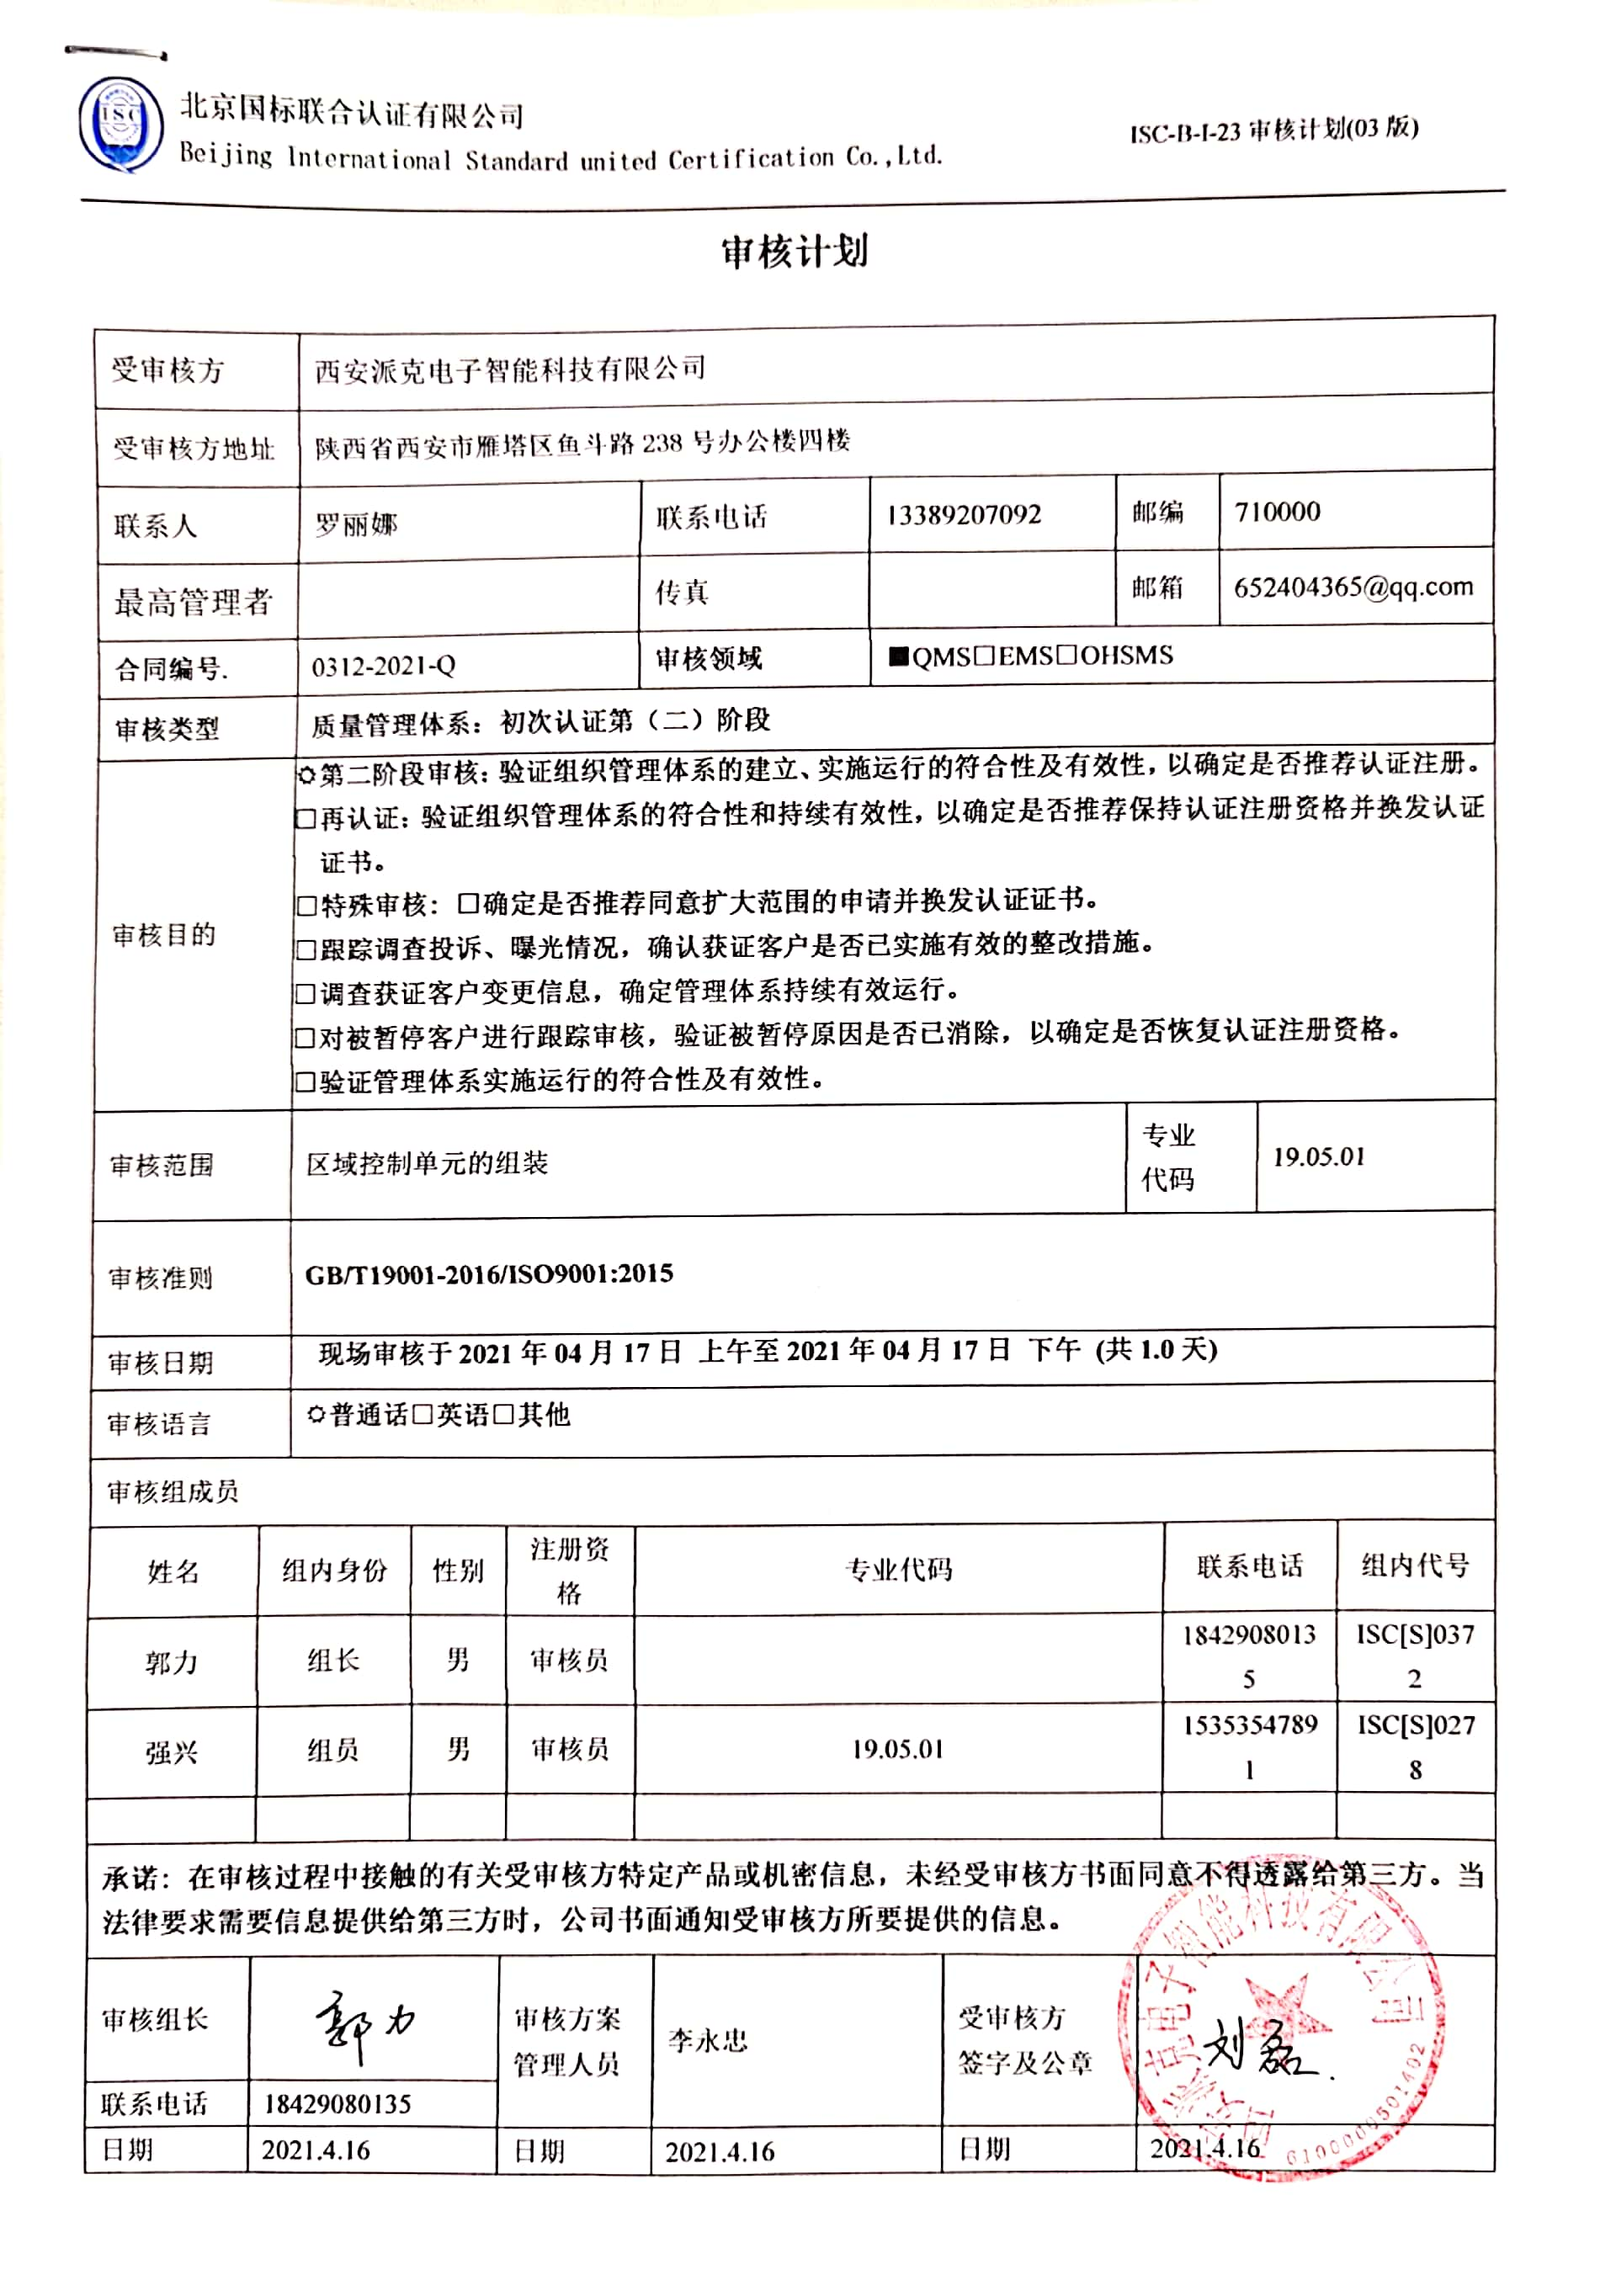 ISC
北京国标联合认证有限公司
Beijing International Standard united Certification Co.,Ltd.
ISC-B-I-23 审核计划(03 版)
审核计划
受审核方 西安派克电子智能科技有限公司
受审核方地址 陕西省西安市雁塔区鱼斗路 238 号办公楼四楼
联系人 罗丽娜 联系电话 13389207092 邮编 710000
最高管理者 传真 邮箱 652404365@qq.com
合同编号. 0312-2021-Q 审核领域 ■QMS□EMS□OHSMS
审核类型 质量管理体系：初次认证第（二）阶段
审核目的
✡第二阶段审核：验证组织管理体系的建立、实施运行的符合性及有效性，以确定是否推荐认证注册。
□再认证：验证组织管理体系的符合性和持续有效性，以确定是否推荐保持认证注册资格并换发认证
证书。
□特殊审核：□确定是否推荐同意扩大范围的申请并换发认证证书。
□跟踪调查投诉、曝光情况，确认获证客户是否已实施有效的整改措施。
□调查获证客户变更信息，确定管理体系持续有效运行。
□对被暂停客户进行跟踪审核，验证被暂停原因是否已消除，以确定是否恢复认证注册资格。
□验证管理体系实施运行的符合性及有效性。
审核范围 区域控制单元的组装 专业
代码 19.05.01
审核准则 GB/T19001-2016/ISO9001:2015
审核日期 现场审核于 2021 年 04 月 17 日 上午至 2021 年 04 月 17 日 下午 (共 1.0 天)
审核语言 ✡普通话□英语□其他
审核组成员
姓名 组内身份 性别 注册资
格 专业代码 联系电话 组内代号
郭力 组长 男 审核员 1842908013
5 ISC[S]037
2
强兴 组员 男 审核员 19.05.01 1535354789
1 ISC[S]027
8
承诺：在审核过程中接触的有关受审核方特定产品或机密信息，未经受审核方书面同意不得透露给第三方。当
法律要求需要信息提供给第三方时，公司书面通知受审核方所要提供的信息。
审核组长 郭力 审核方案
管理人员 李永忠 受审核方
签字及公章 刘磊.
联系电话 18429080135
日期 2021.4.16 日期 2021.4.16 日期 2021.4.16
西安派克电子智能科技有限公司